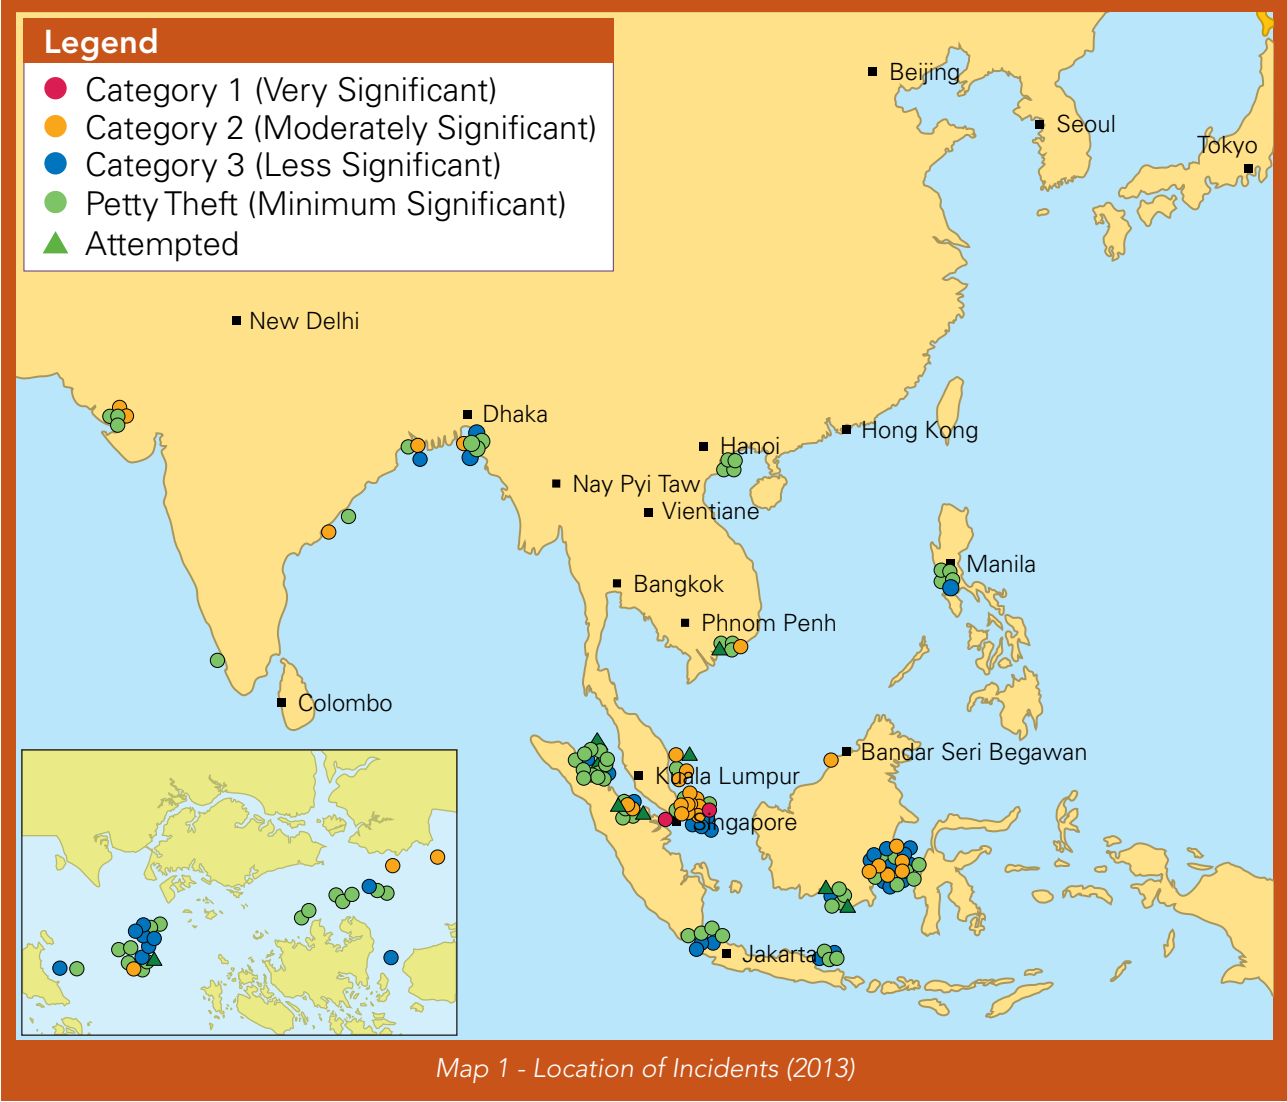 Legend
Category 1 (Very Significant)
Category 2 (Moderately Significant)
Category 3 (Less Significant)
Petty Theft (Minimum Significant)
Attempted
Beijing
Seoul
Tokyo
New Delhi
Dhaka
Hanoi
Hong Kong
Nay Pyi Taw
Vientiane
Manila
Bangkok
Phnom Penh
Colombo
Bandar Seri Begawan
Kuala Lumpur
Singapore
Jakarta
Map 1 - Location of Incidents (2013)